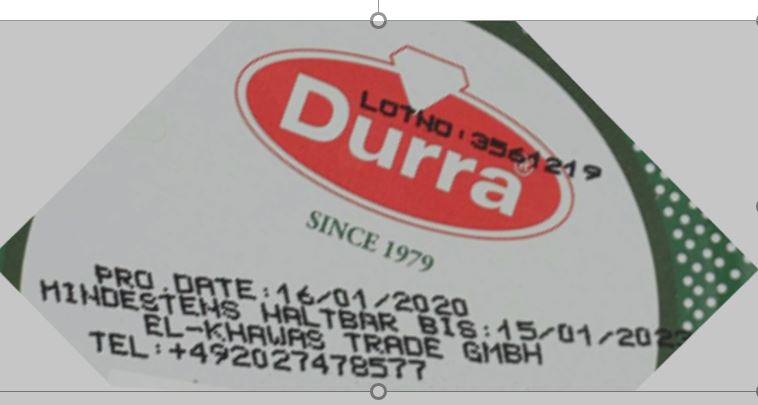 LOTNO:3561219
Durra®
SINCE 1979
PRO.DATE:16/01/2020
MINDESTENS HALTBAR BIS:15/01/2023
EL-KHAWAS TRADE GMBH
TEL:+492027478577